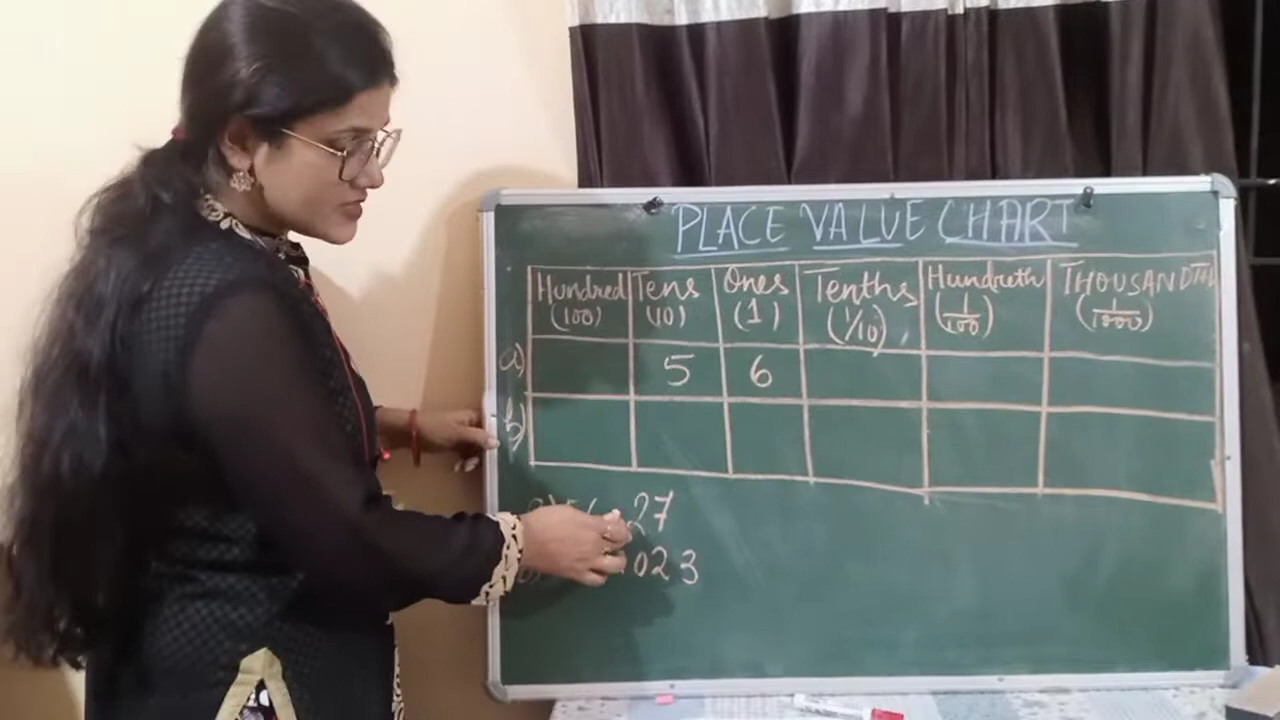 PLACE VALUE CHART
Hundred Tens Ones Tenths Hundreth THOUSANDTH
(100) (10) (1) (1/10) (1/100) (1/1000)
a) 5 6
b)
27
023